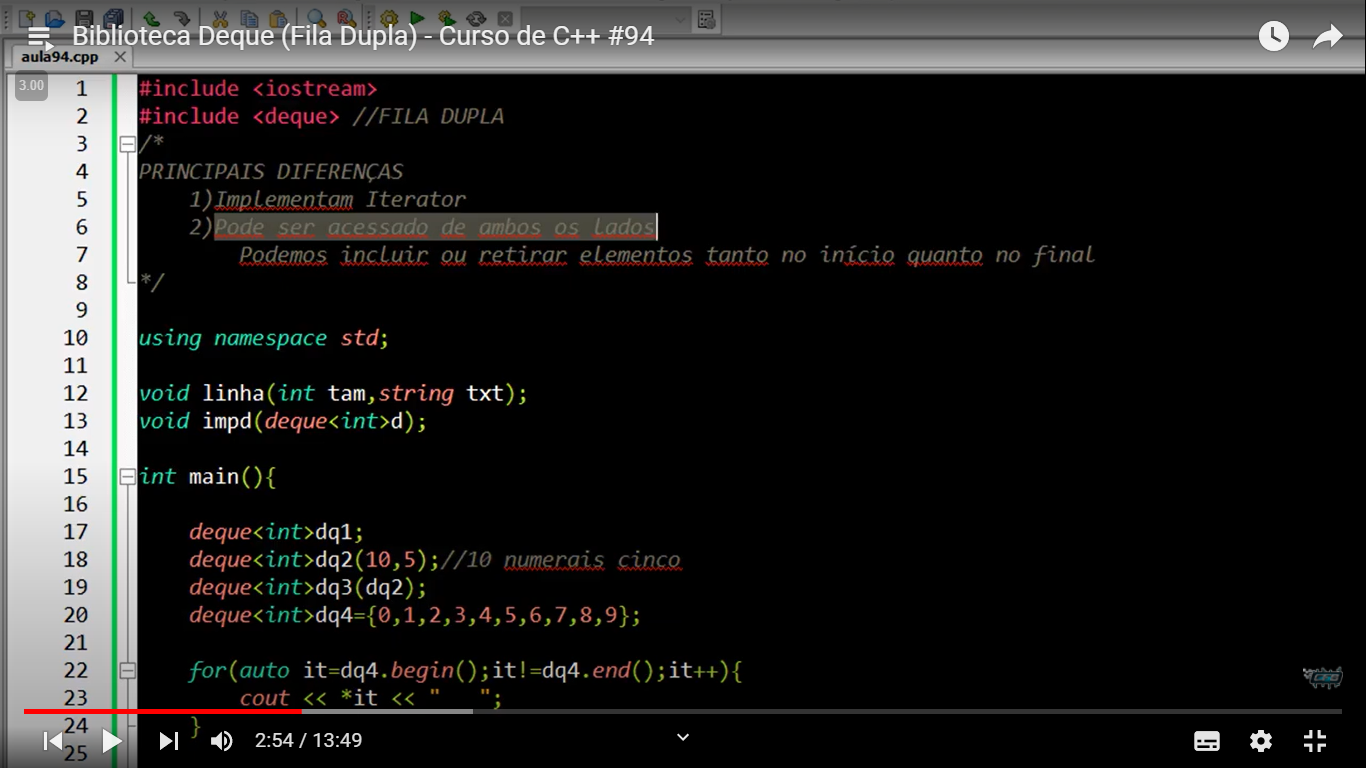 Biblioteca Deque (Fila Dupla) - Curso de C++ #94
aula94.cpp
3.00
1 #include <iostream>
2 #include <deque> //FILA DUPLA
3 /*
4 PRINCIPAIS DIFERENÇAS
5 1)Implementam Iterator
6 2)Pode ser acessado de ambos os lados
7 Podemos incluir ou retirar elementos tanto no início quanto no final
8 */
9
10 using namespace std;
11
12 void linha(int tam,string txt);
13 void impd(deque<int>d);
14
15 int main(){
16
17 deque<int>dq1;
18 deque<int>dq2(10,5);//10 numerais cinco
19 deque<int>dq3(dq2);
20 deque<int>dq4={0,1,2,3,4,5,6,7,8,9};
21
22 for(auto it=dq4.begin();it!=dq4.end();it++){
23 cout << *it << "   ";
24 }
25
2:54 / 13:49